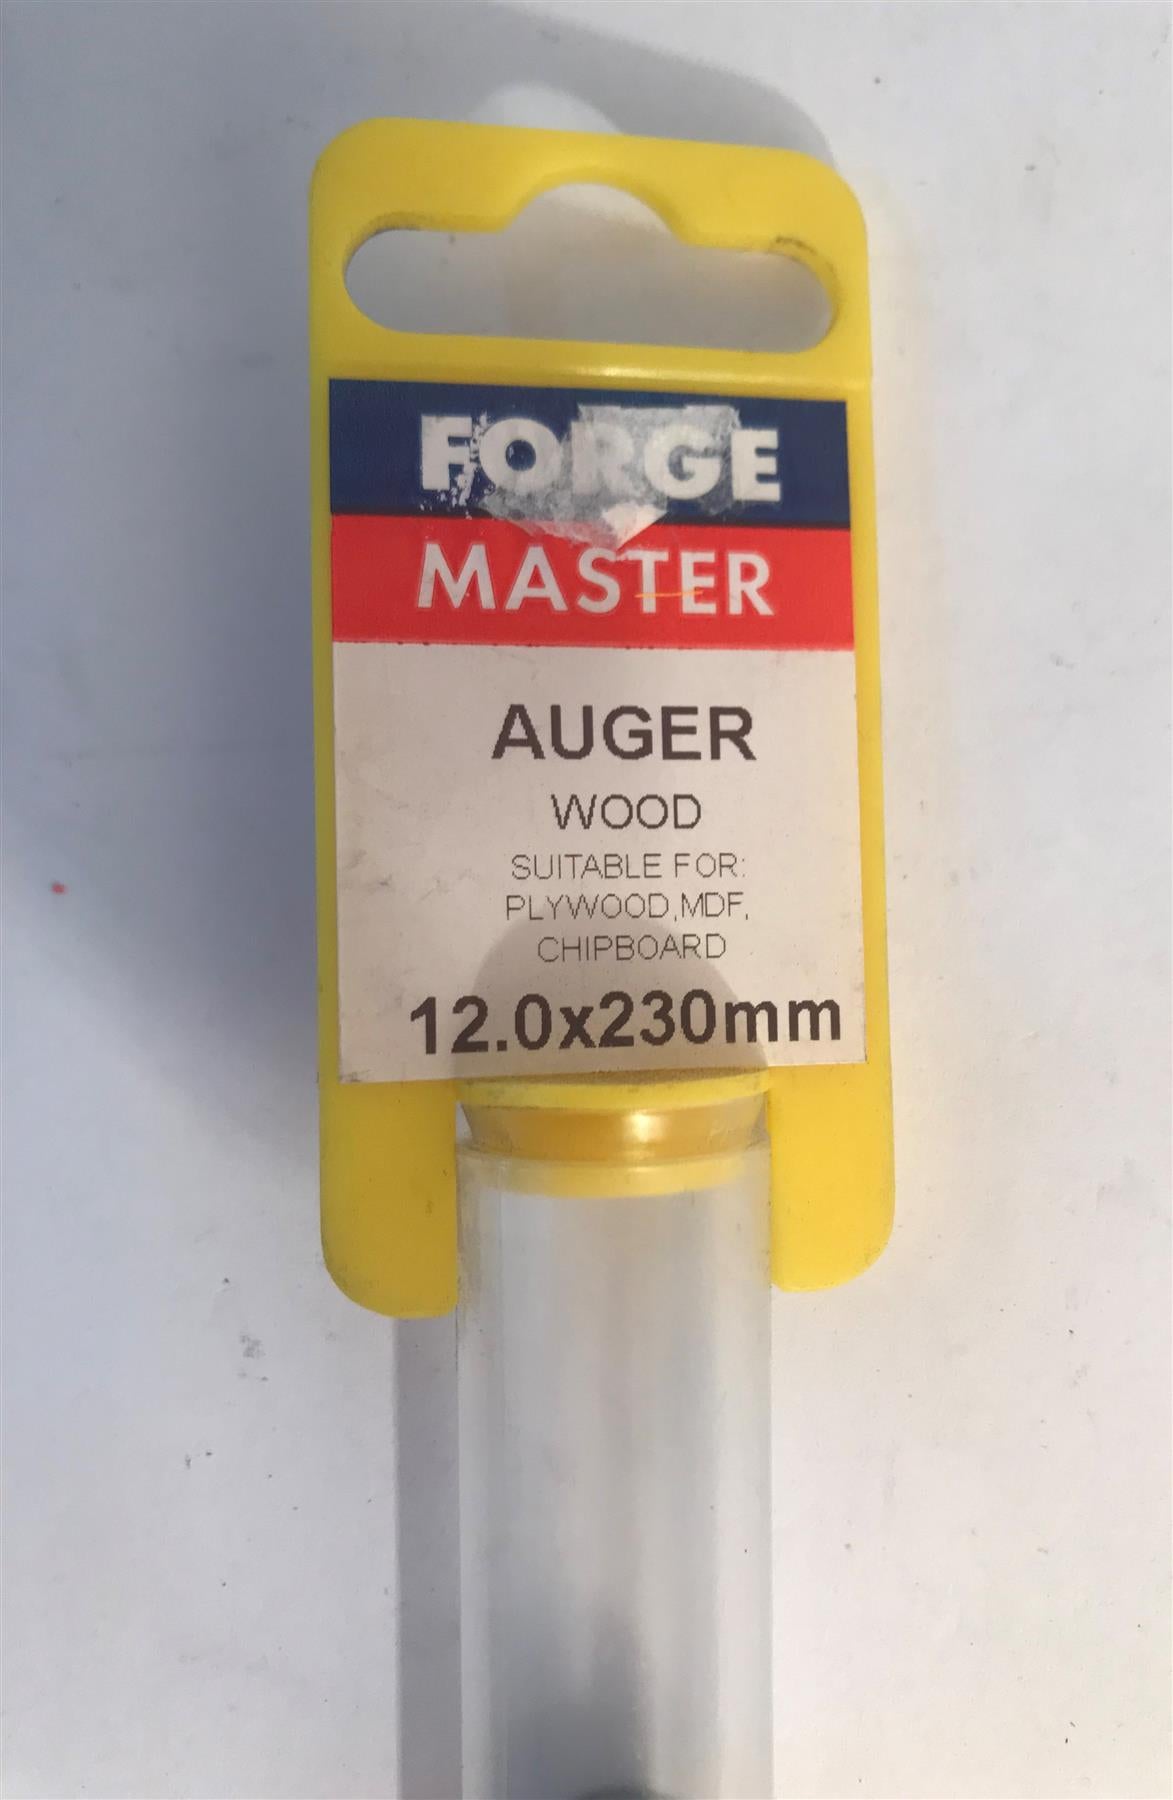 FORGE
MASTER
AUGER
WOOD
SUITABLE FOR:
PLYWOOD,MDF,
CHIPBOARD
12.0x230mm